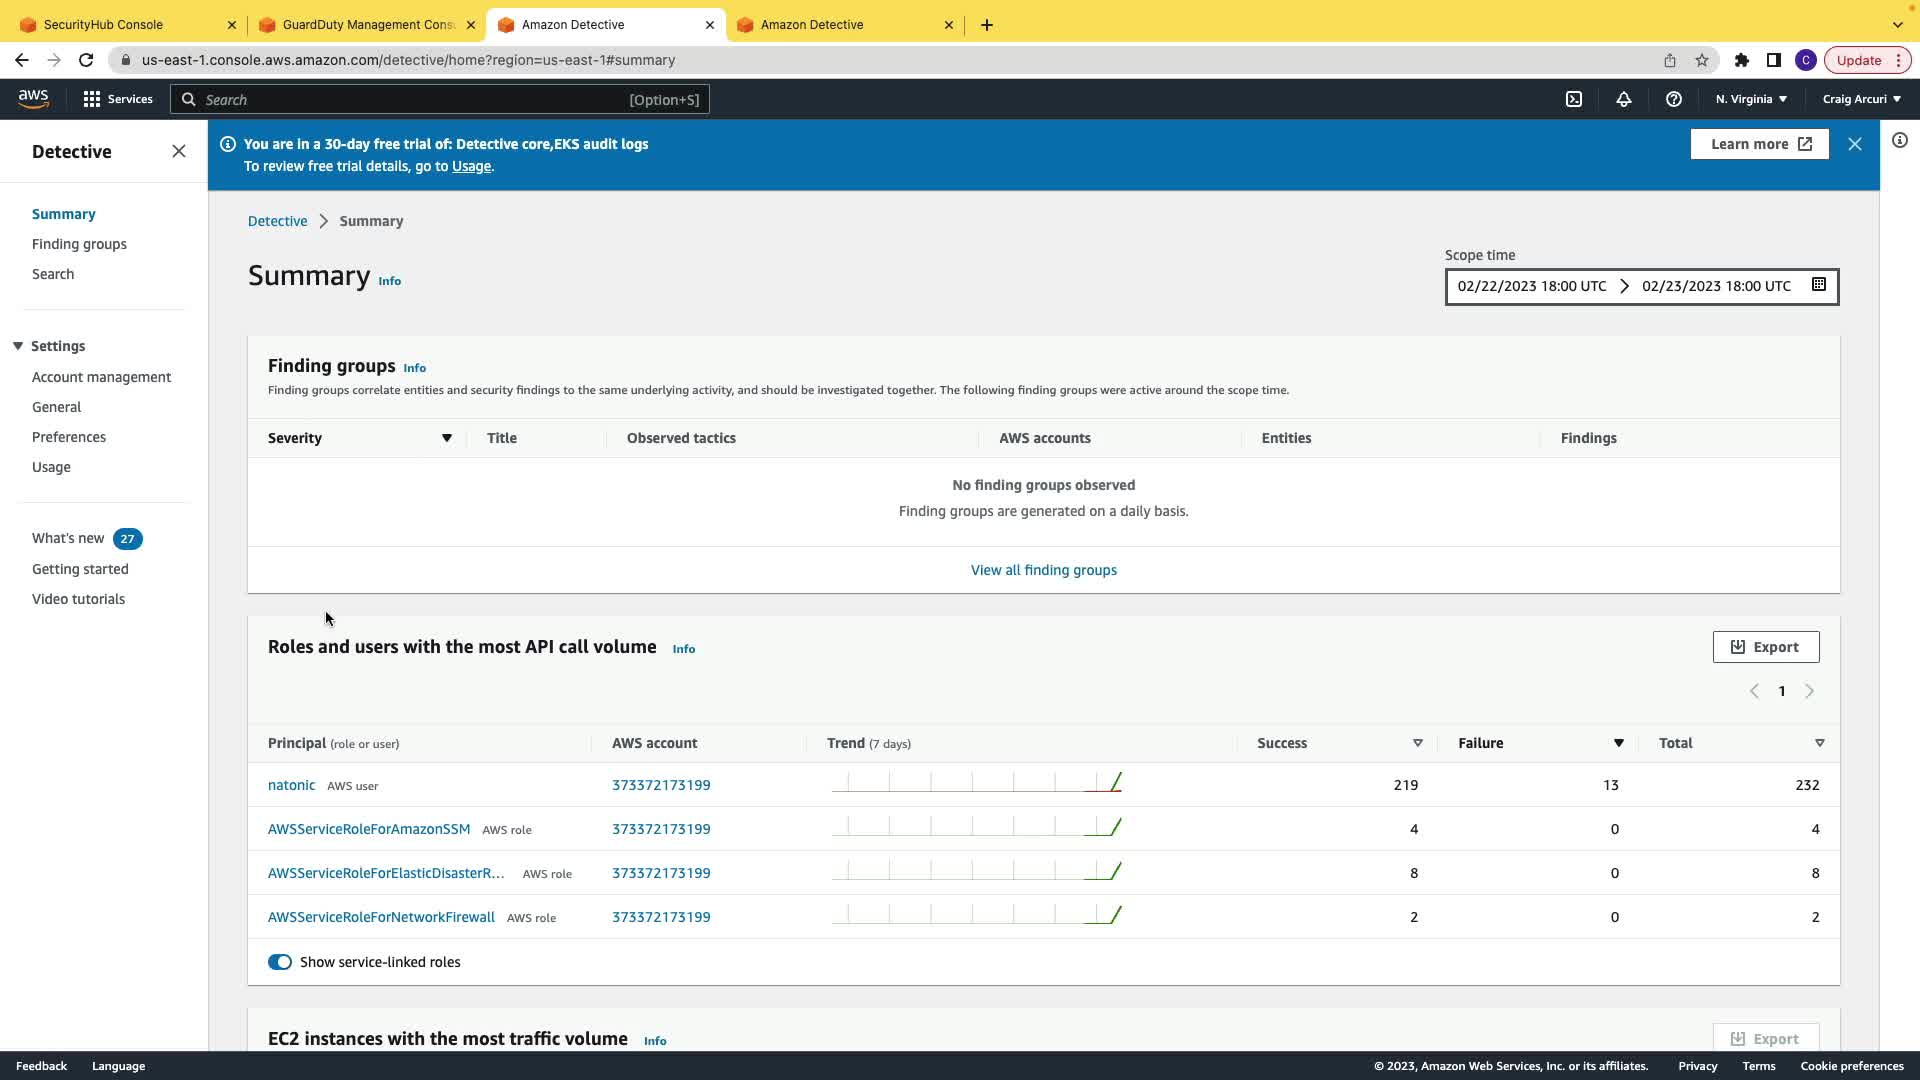 SecurityHub Console
GuardDuty Management Cons
Amazon Detective
Amazon Detective
us-east-1.console.aws.amazon.com/detective/home?region=us-east-1#summary
C
Update
aws
Services
Search
[Option+S]
N. Virginia
Craig Arcuri
Detective
Summary
Finding groups
Search
Settings
Account management
General
Preferences
Usage
What's new 27
Getting started
Video tutorials
You are in a 30-day free trial of: Detective core,EKS audit logs
To review free trial details, go to Usage.
Learn more
Detective > Summary
Summary Info
Scope time
02/22/2023 18:00 UTC > 02/23/2023 18:00 UTC
Finding groups Info
Finding groups correlate entities and security findings to the same underlying activity, and should be investigated together. The following finding groups were active around the scope time.
Severity Title Observed tactics AWS accounts Entities Findings
No finding groups observed
Finding groups are generated on a daily basis.
View all finding groups
Roles and users with the most API call volume Info
Export
1
Principal (role or user) AWS account Trend (7 days) Success Failure Total
natonic AWS user 373372173199 219 13 232
AWSServiceRoleForAmazonSSM AWS role 373372173199 4 0 4
AWSServiceRoleForElasticDisasterR... AWS role 373372173199 8 0 8
AWSServiceRoleForNetworkFirewall AWS role 373372173199 2 0 2
Show service-linked roles
EC2 instances with the most traffic volume Info
Export
Feedback Language © 2023, Amazon Web Services, Inc. or its affiliates. Privacy Terms Cookie preferences